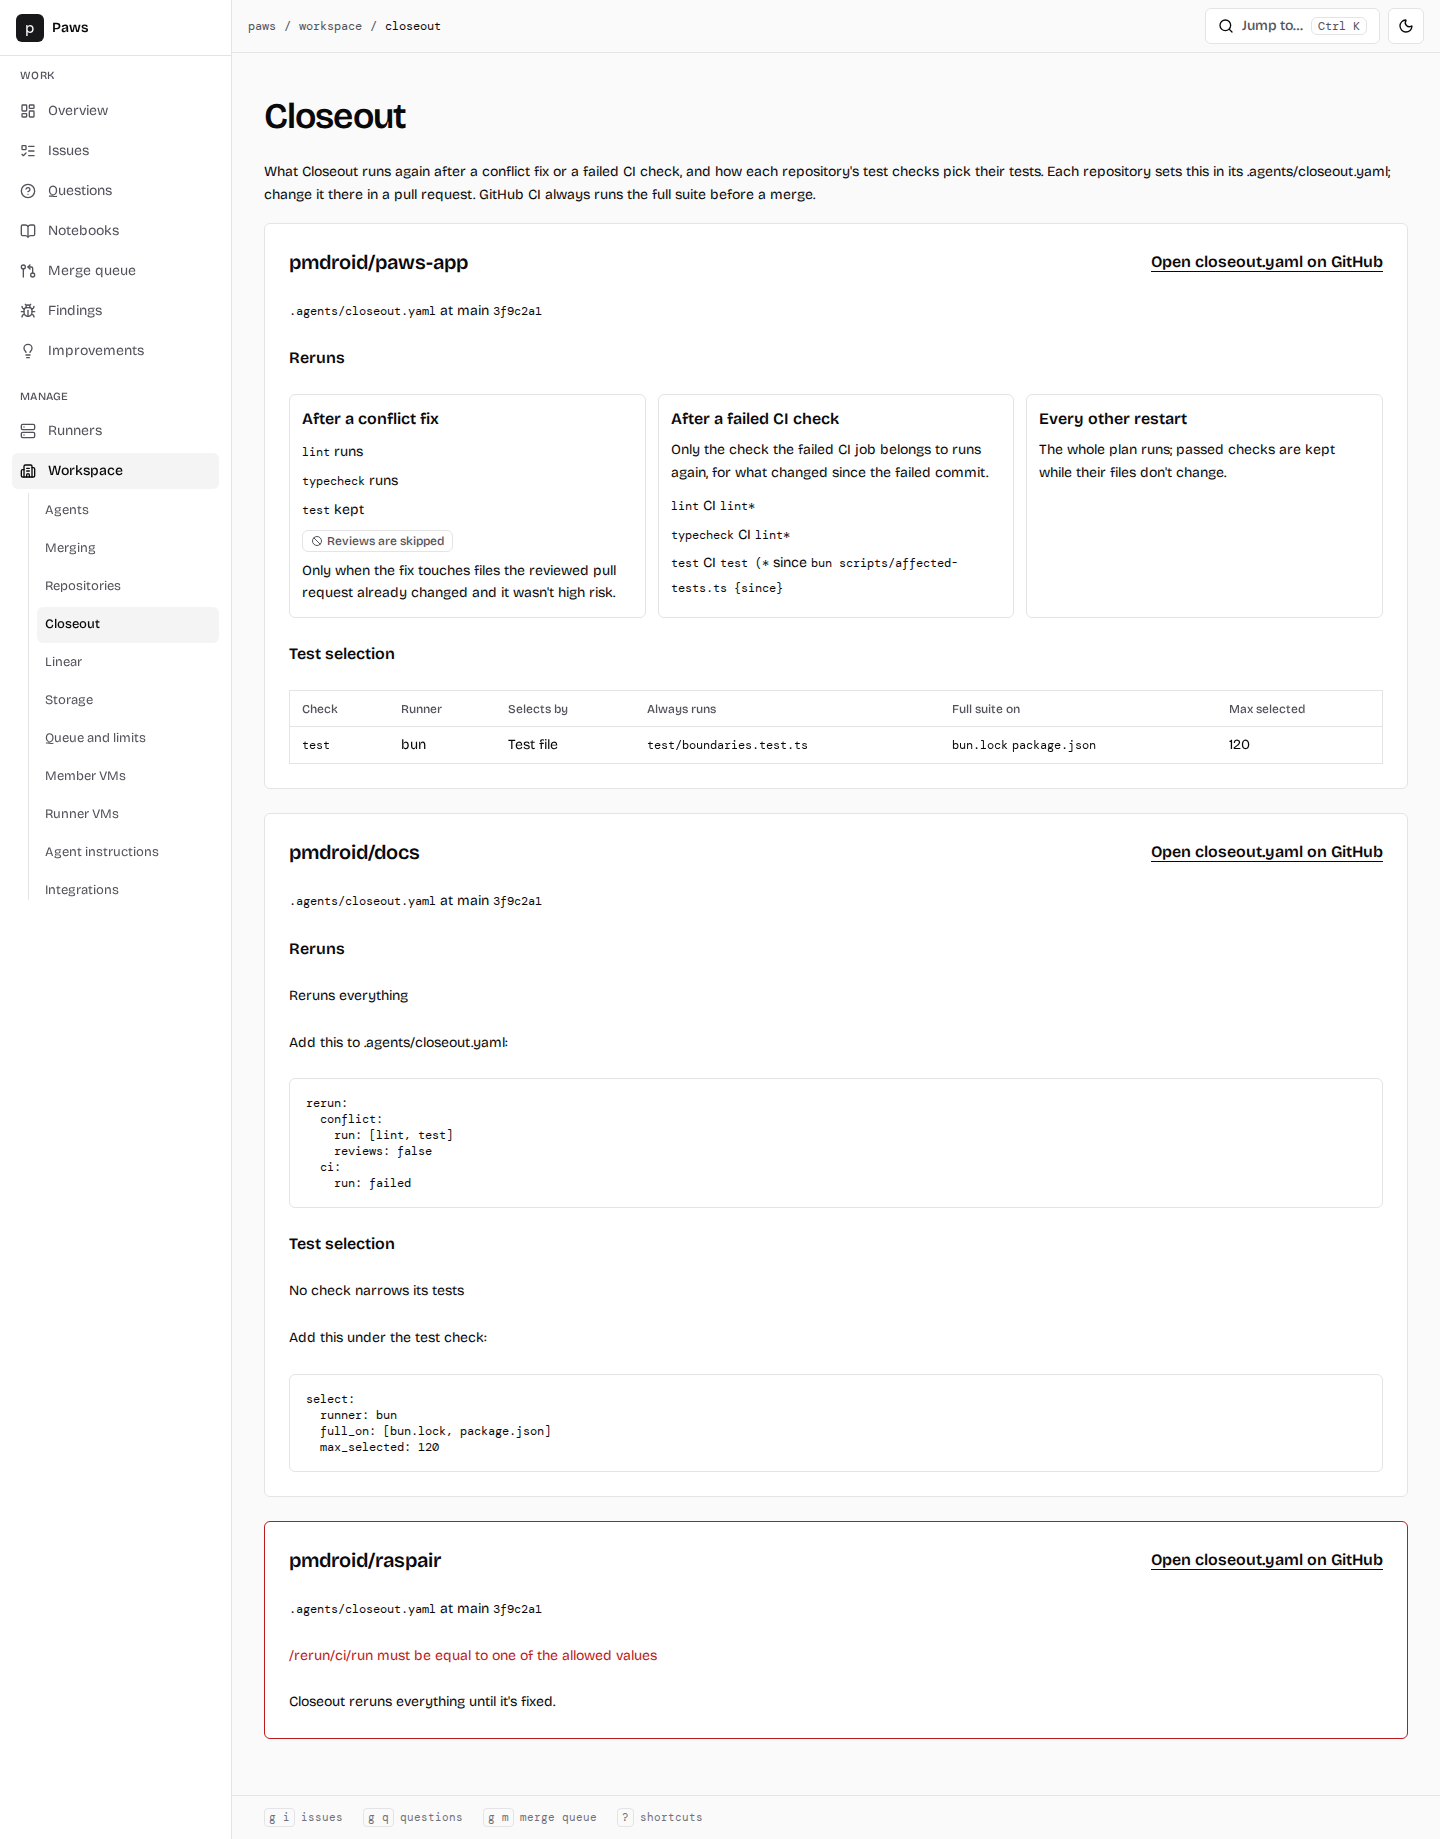 p Paws
paws / workspace / closeout
Jump to... Ctrl K
WORK
Overview
Issues
Questions
Notebooks
Merge queue
Findings
Improvements
MANAGE
Runners
Workspace
Agents
Merging
Repositories
Closeout
Linear
Storage
Queue and limits
Member VMs
Runner VMs
Agent instructions
Integrations
Closeout
What Closeout runs again after a conflict fix or a failed CI check, and how each repository's test checks pick their tests. Each repository sets this in its .agents/closeout.yaml;
change it there in a pull request. GitHub CI always runs the full suite before a merge.
pmdroid/paws-app
Open closeout.yaml on GitHub
.agents/closeout.yaml at main 3f9c2a1
Reruns
After a conflict fix
lint runs
typecheck runs
test kept
Reviews are skipped
Only when the fix touches files the reviewed pull
request already changed and it wasn't high risk.
After a failed CI check
Only the check the failed CI job belongs to runs
again, for what changed since the failed commit.
lint CI lint*
typecheck CI lint*
test CI test (* since bun scripts/affected-
tests.ts {since}
Every other restart
The whole plan runs; passed checks are kept
while their files don't change.
Test selection
Check Runner Selects by Always runs Full suite on Max selected
test bun Test file test/boundaries.test.ts bun.lock package.json 120
pmdroid/docs
Open closeout.yaml on GitHub
.agents/closeout.yaml at main 3f9c2a1
Reruns
Reruns everything
Add this to .agents/closeout.yaml:
rerun:
  conflict:
    run: [lint, test]
    reviews: false
  ci:
    run: failed
Test selection
No check narrows its tests
Add this under the test check:
select:
  runner: bun
  full_on: [bun.lock, package.json]
  max_selected: 120
pmdroid/raspair
Open closeout.yaml on GitHub
.agents/closeout.yaml at main 3f9c2a1
/rerun/ci/run must be equal to one of the allowed values
Closeout reruns everything until it's fixed.
g i issues g q questions g m merge queue ? shortcuts